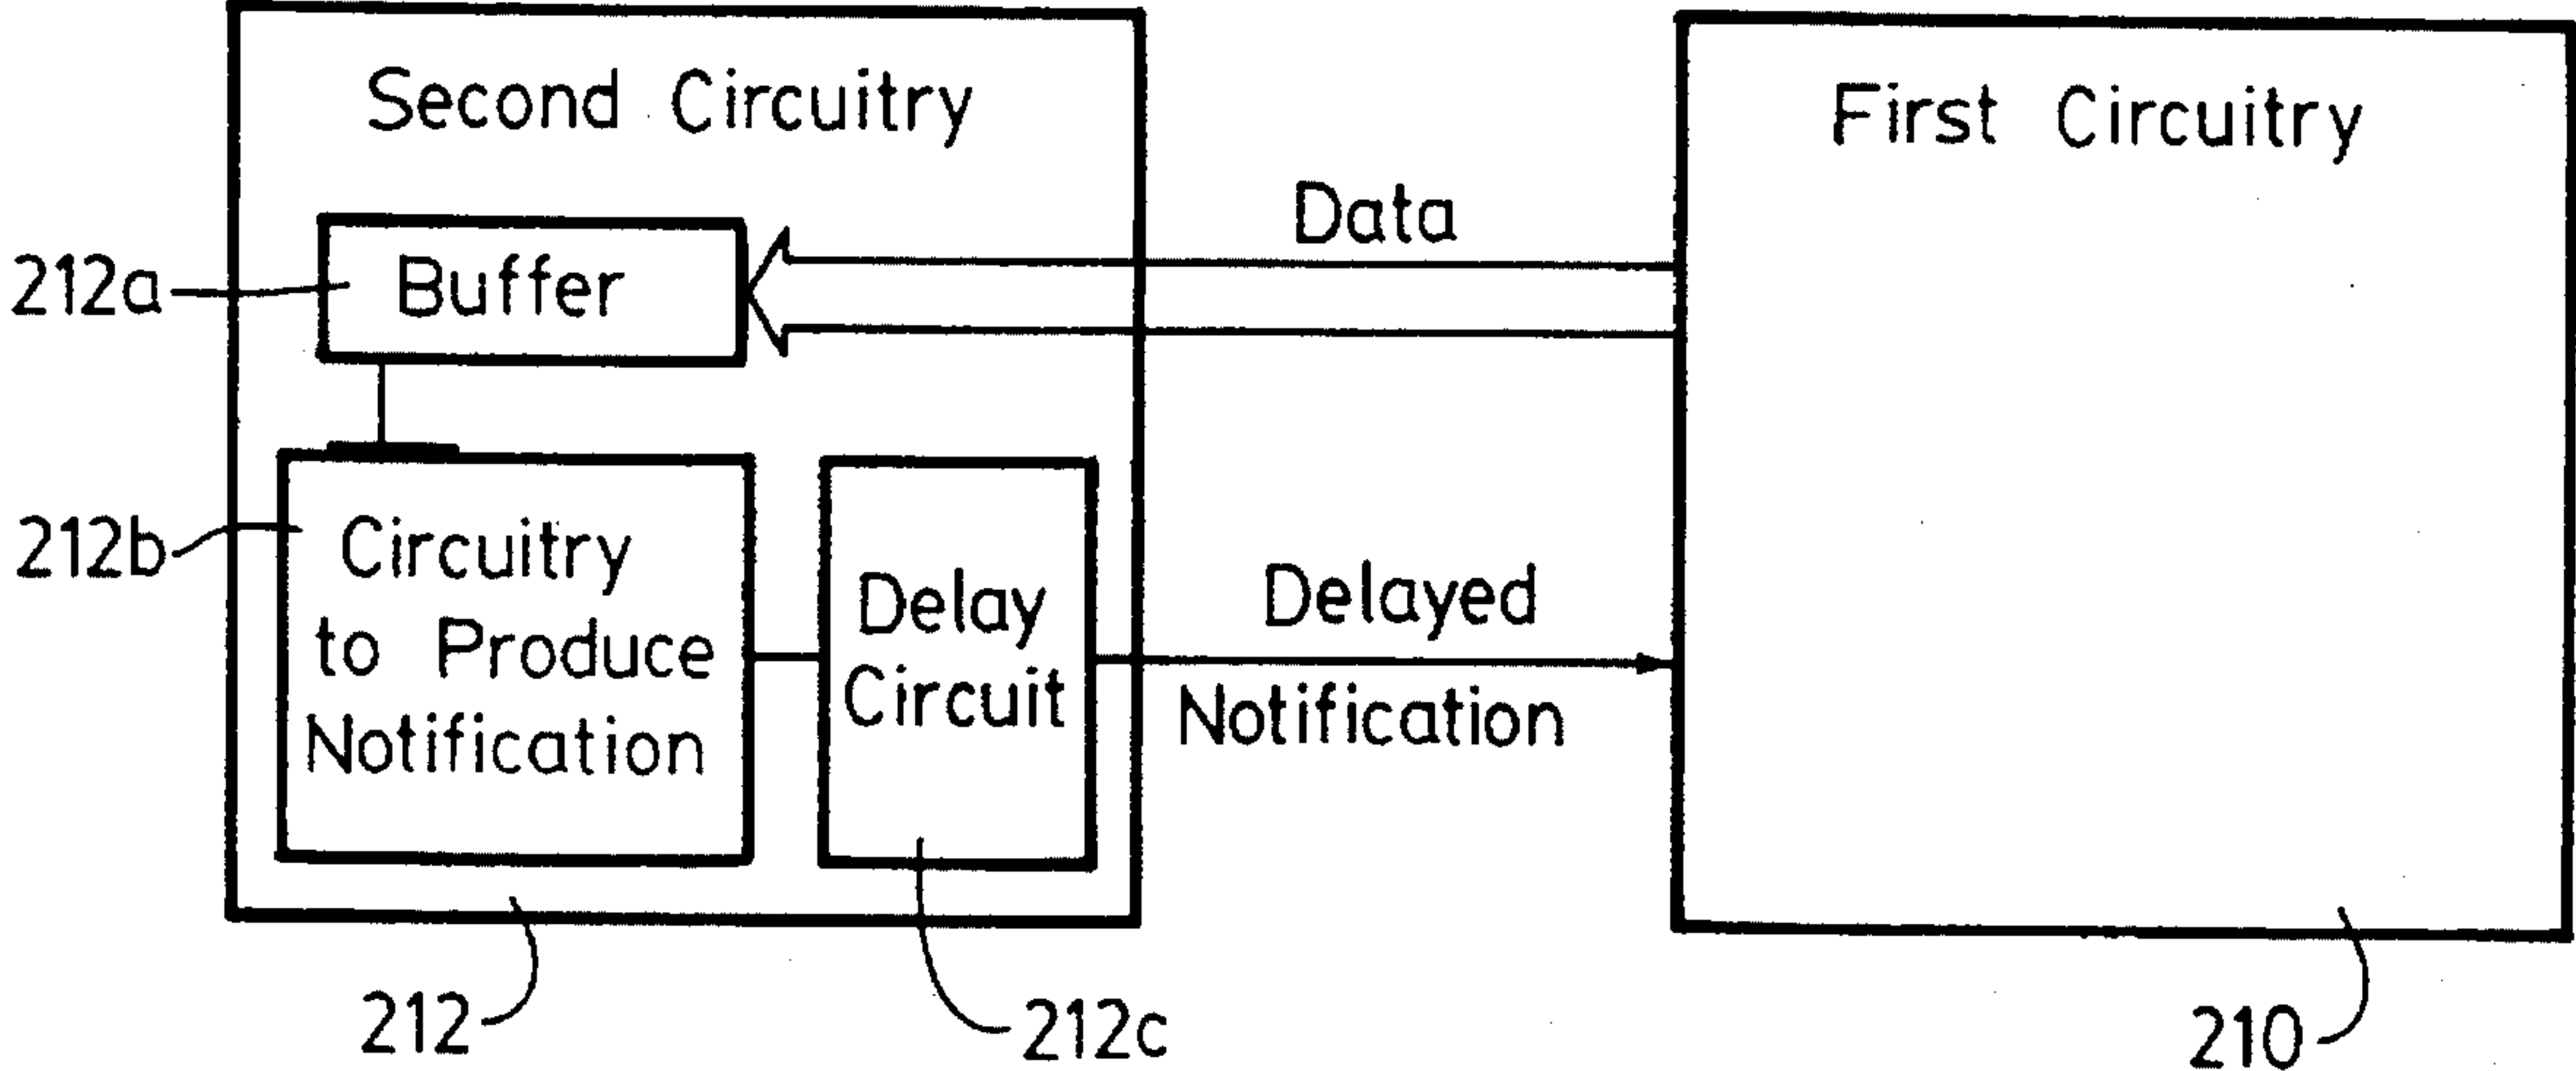 Second Circuitry
First Circuitry
Data
212a
Buffer
212b
Circuitry
to Produce
Notification
Delay
Circuit
Delayed
Notification
212
212c
210